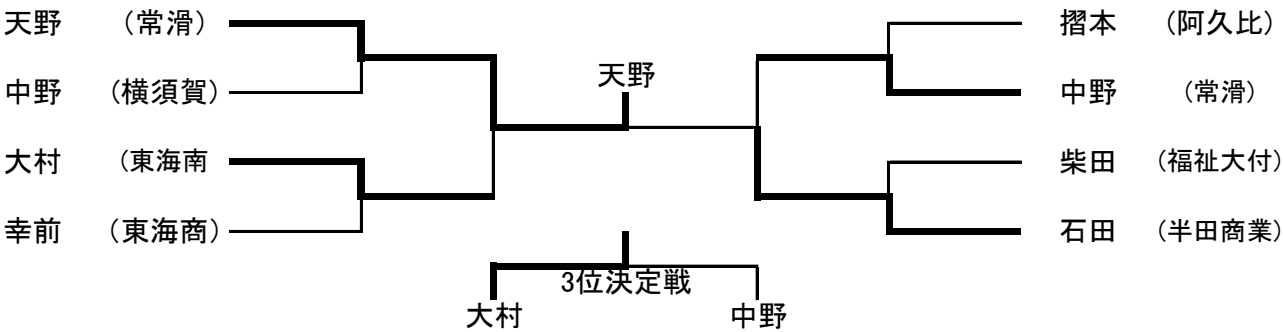 天野 （常滑） 摺本 （阿久比）
天野
中野 （横須賀） 中野 （常滑）
大村 （東海南 柴田 （福祉大付）
幸前 （東海商） 石田 （半田商業）
3位決定戦
大村 中野